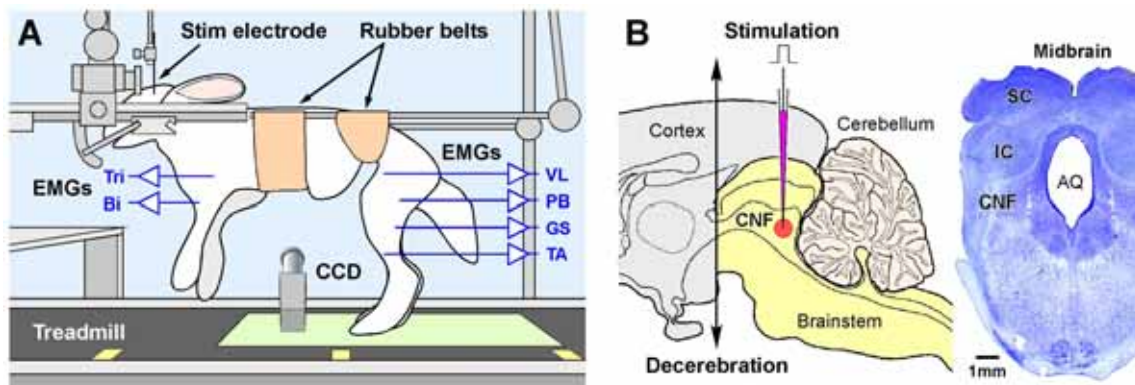 A
Stim electrode
Rubber belts
EMGs
Tri
Bi
EMGs
VL
PB
GS
TA
CCD
Treadmill
B
Stimulation
Cortex
Cerebellum
CNF
Brainstem
Decerebration
Midbrain
SC
IC
CNF
AQ
1mm